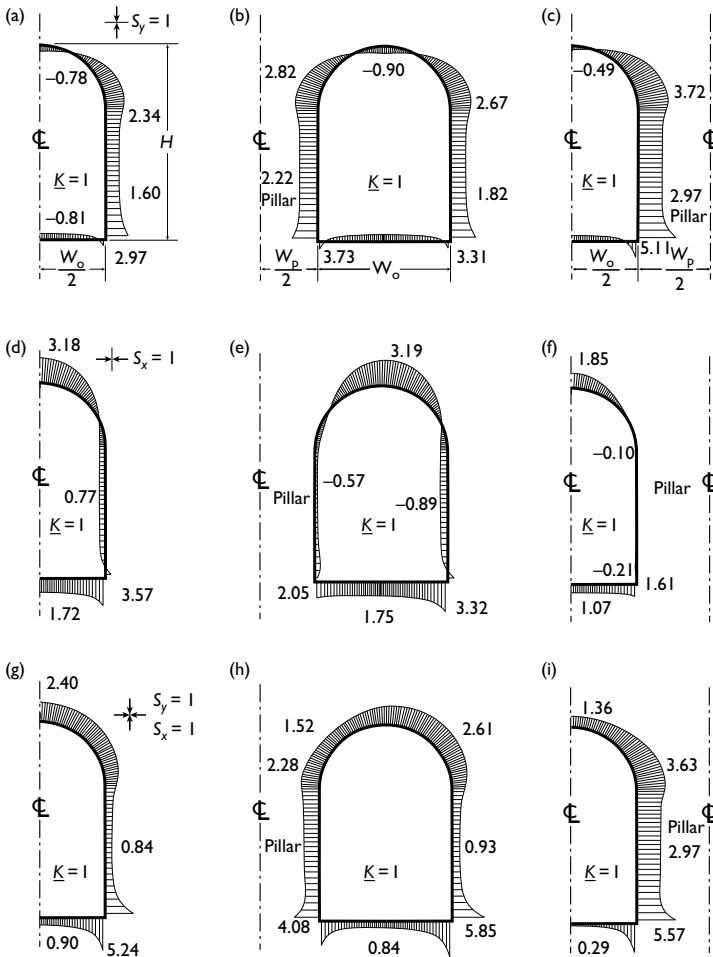 (a)
S_y = 1
−0.78
2.34
H
℄
K = 1
1.60
−0.81
W_o/2
2.97
(b)
2.82
−0.90
2.67
℄
2.22
Pillar
K = 1
1.82
W_p/2
3.73
W_o
3.31
(c)
−0.49
3.72
℄
℄
K = 1
2.97
Pillar
5.11
W_o/2
W_p/2
(d)
3.18
S_x = 1
℄
0.77
K = 1
3.57
1.72
(e)
3.19
℄
Pillar
−0.57
−0.89
K = 1
2.05
3.32
1.75
(f)
1.85
−0.10
℄
Pillar
℄
K = 1
−0.21
1.61
1.07
(g)
2.40
S_y = 1
S_x = 1
℄
0.84
K = 1
0.90
5.24
(h)
1.52
2.61
2.28
℄
Pillar
0.93
K = 1
4.08
5.85
0.84
(i)
1.36
3.63
℄
℄
Pillar
2.97
K = 1
5.57
0.29